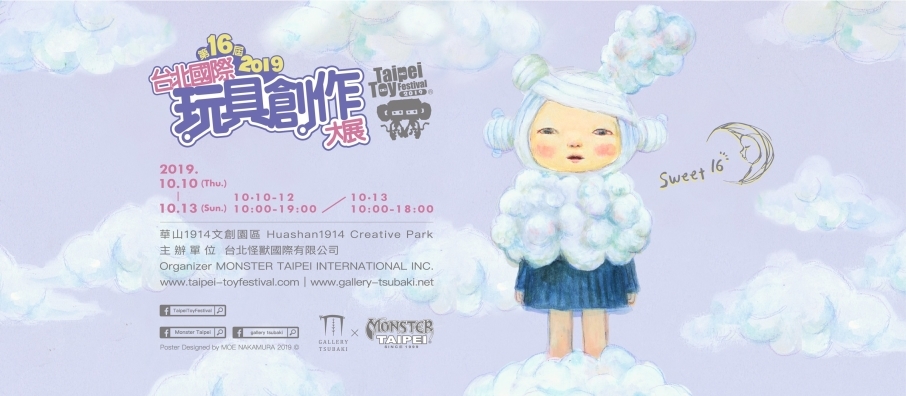 第16屆
2019
台北國際
玩具創作
大展
Taipei
Toy Festival
2019
2019.
10.10 (Thu.)
10.13 (Sun.)
10-10-12
10:00-19:00
10-13
10:00-18:00
華山1914文創園區 Huashan1914 Creative Park
主辦單位 台北怪獸國際有限公司
Organizer MONSTER TAIPEI INTERNATIONAL INC.
www.taipei-toyfestival.com | www.gallery-tsubaki.net
TaipeiToyFestival
Monster Taipei
gallery tsubaki
Poster Designed by MOE NAKAMURA 2019.©
GALLERY
TSUBAKI
×
MONSTER
TAIPEI
SINCE 1999
Sweet 16